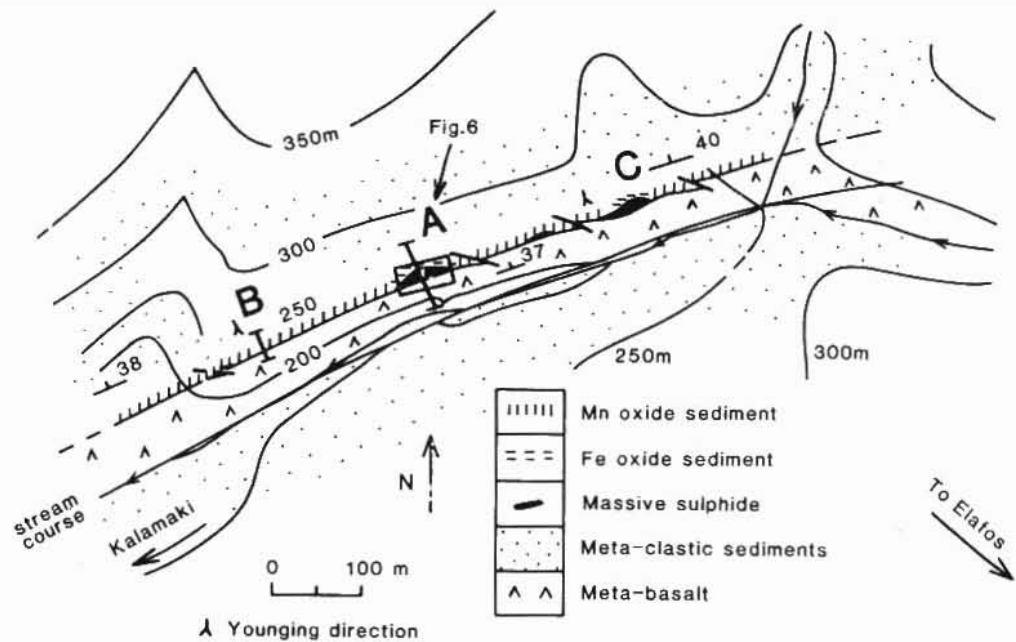 350m
Fig.6
40
C
A
300
37
B
250
200
38
250m
300m
Mn oxide sediment
Fe oxide sediment
Massive sulphide
Meta-clastic sediments
Meta-basalt
N
stream
course
Kalamaki
To Elafos
0 100 m
Younging direction